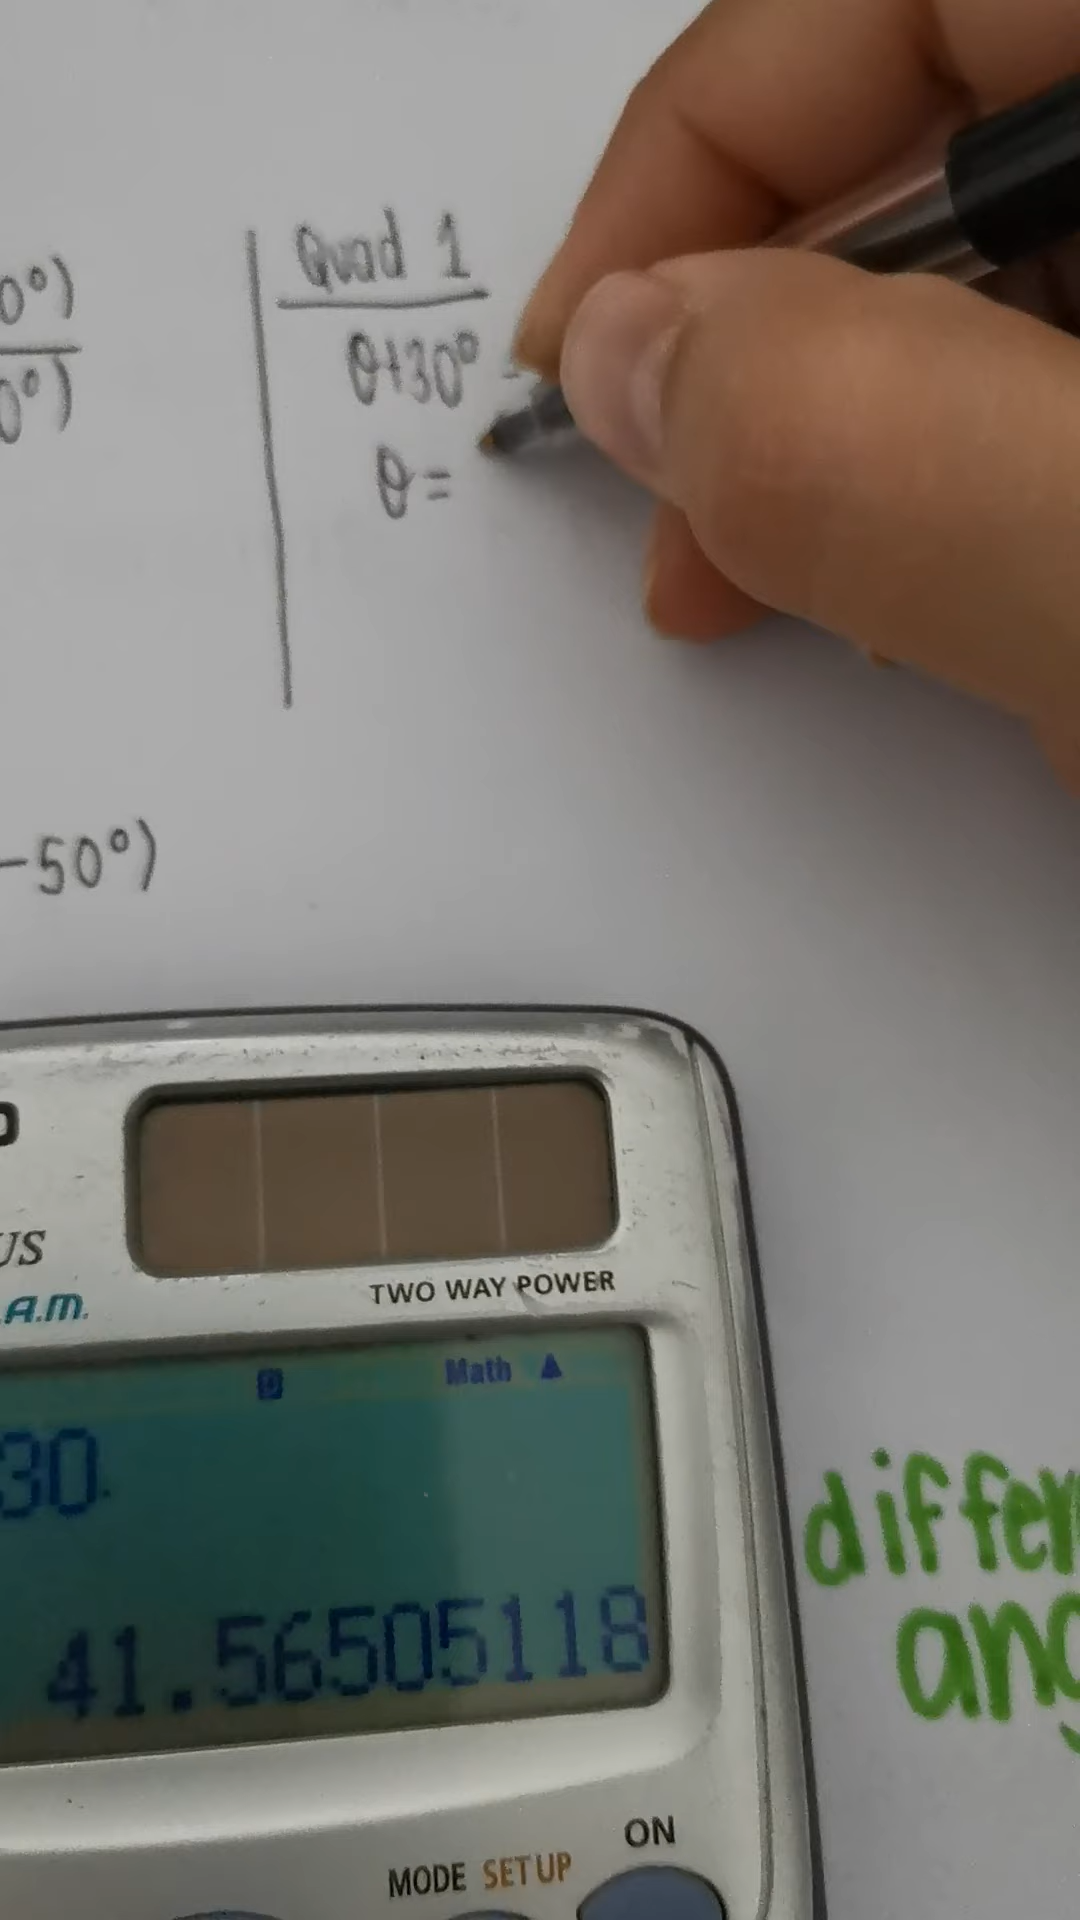 Quad 1
0°)
θ+30°
0°)
θ =
-50°)
US
TWO WAY POWER
.A.M.
D Math ▲
30
41.56505118
differ
ang
ON
MODE SETUP